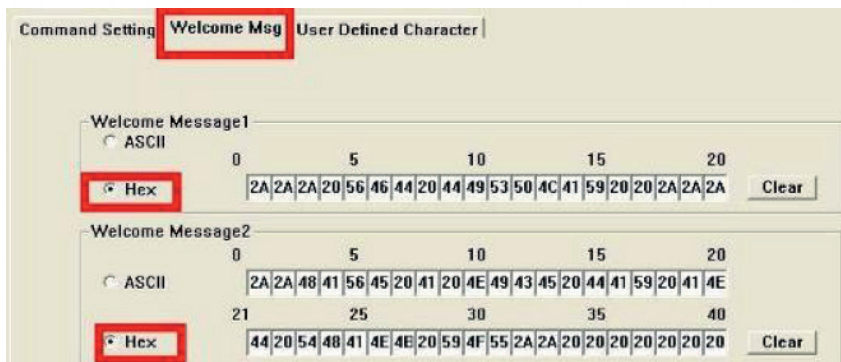 Command Setting Welcome Msg User Defined Character
Welcome Message1
ASCII
0 5 10 15 20
Hex 2A 2A 2A 20 56 46 44 20 44 49 53 50 4C 41 59 20 20 2A 2A 2A Clear
Welcome Message2
0 5 10 15 20
ASCII 2A 2A 48 41 56 45 20 41 20 4E 49 43 45 20 44 41 59 20 41 4E
21 25 30 35 40
Hex 44 20 54 48 41 4E 4B 20 59 4F 55 2A 2A 20 20 20 20 20 20 20 Clear